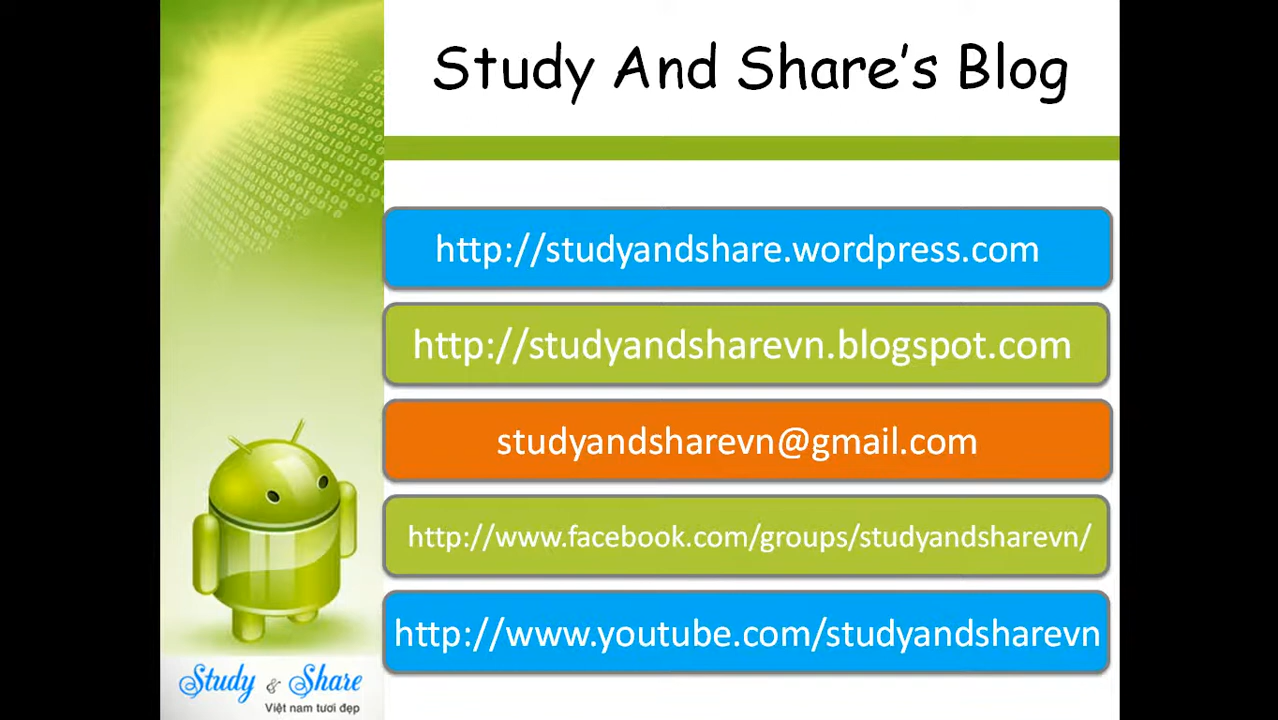 Study And Share’s Blog
http://studyandshare.wordpress.com
http://studyandsharevn.blogspot.com
studyandsharevn@gmail.com
http://www.facebook.com/groups/studyandsharevn/
http://www.youtube.com/studyandsharevn
Study & Share
Việt nam tươi đẹp